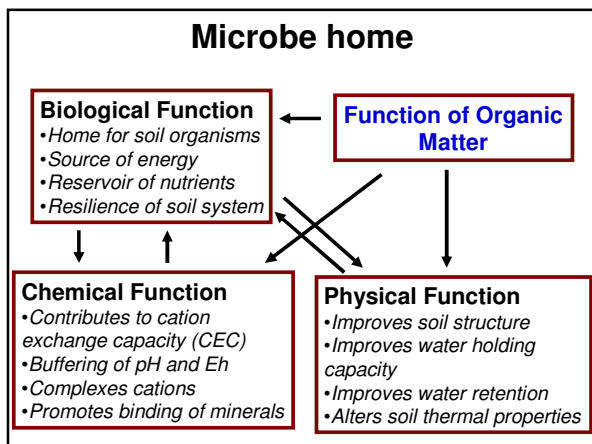 Microbe home
Biological Function
•Home for soil organisms
•Source of energy
•Reservoir of nutrients
•Resilience of soil system
Function of Organic
Matter
Chemical Function
•Contributes to cation
exchange capacity (CEC)
•Buffering of pH and Eh
•Complexes cations
•Promotes binding of minerals
Physical Function
•Improves soil structure
•Improves water holding
capacity
•Improves water retention
•Alters soil thermal properties